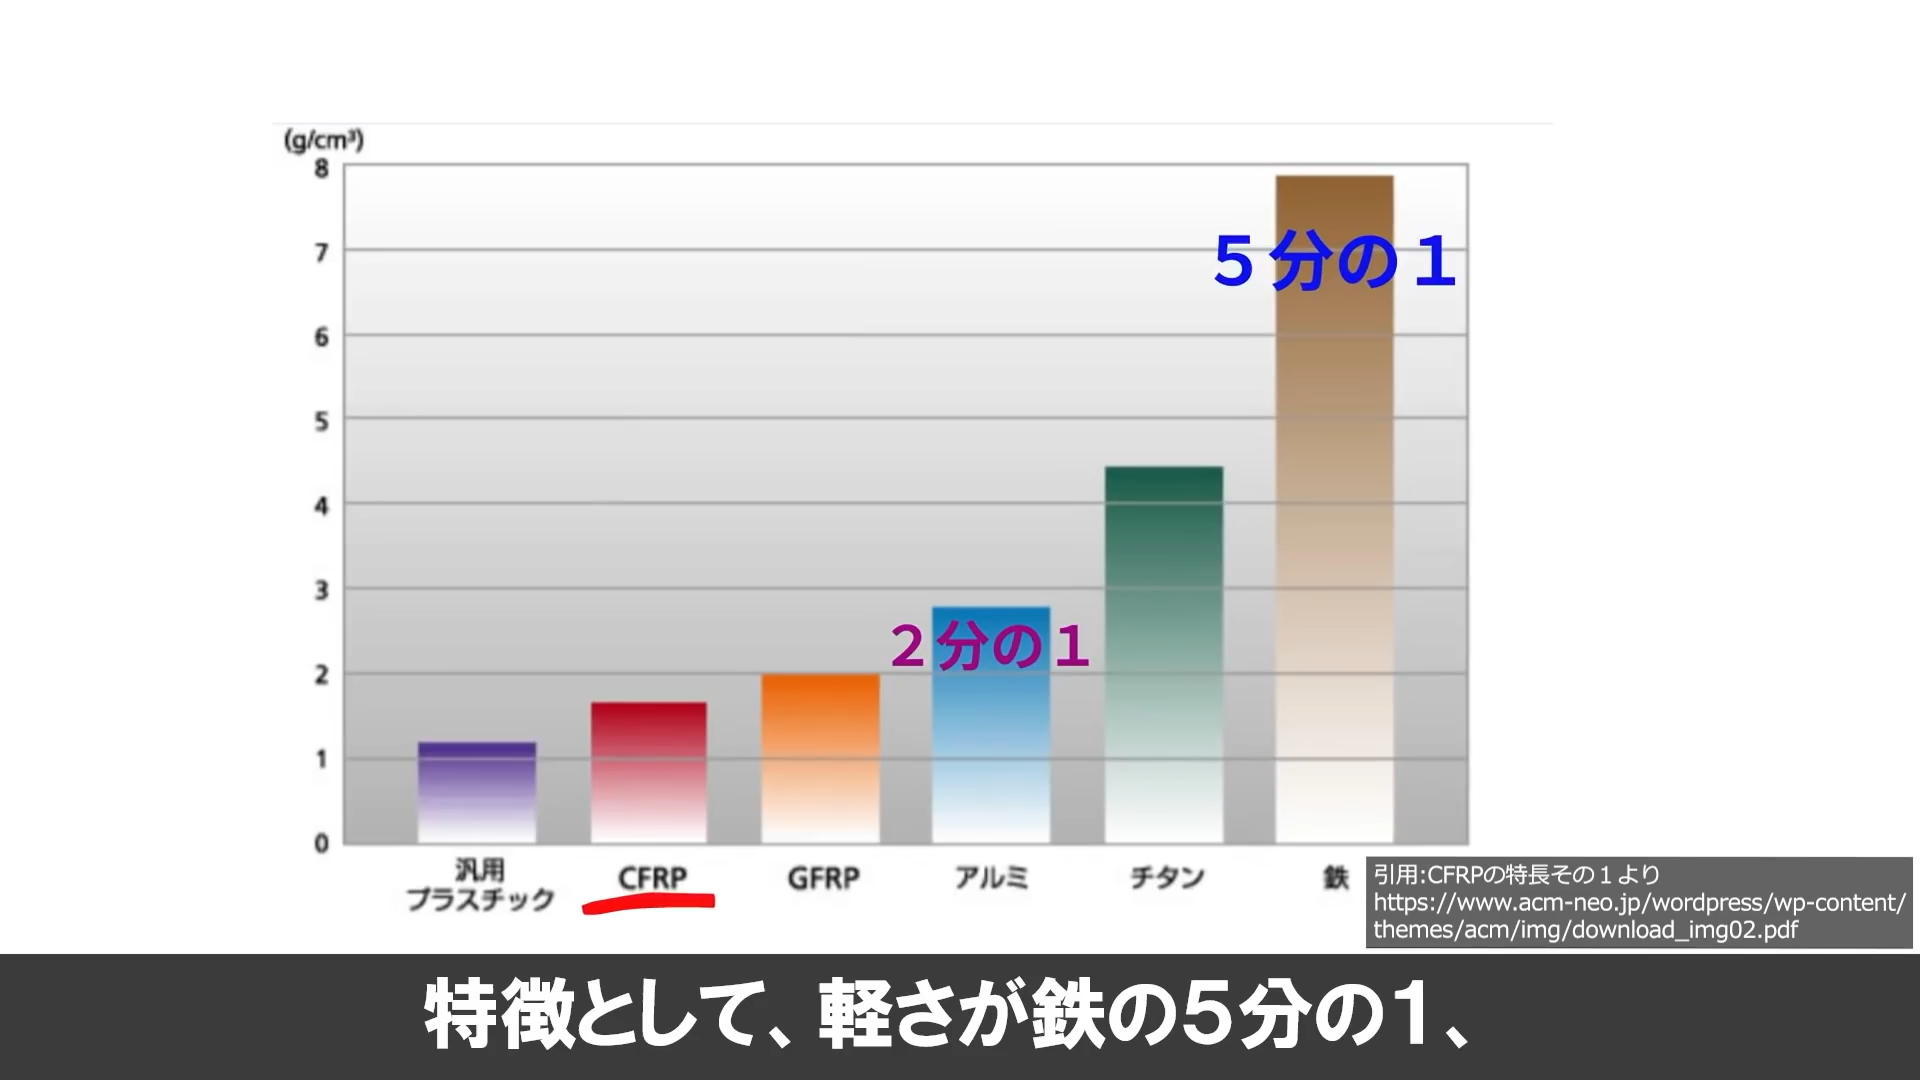 (g/cm³)
8
7
6
5
4
3
2
1
0
５分の１
２分の１
汎用
プラスチック
CFRP
GFRP
アルミ
チタン
鉄
引用:CFRPの特長その１より
https://www.acm-neo.jp/wordpress/wp-content/
themes/acm/img/download_img02.pdf
特徴として、軽さが鉄の５分の１、